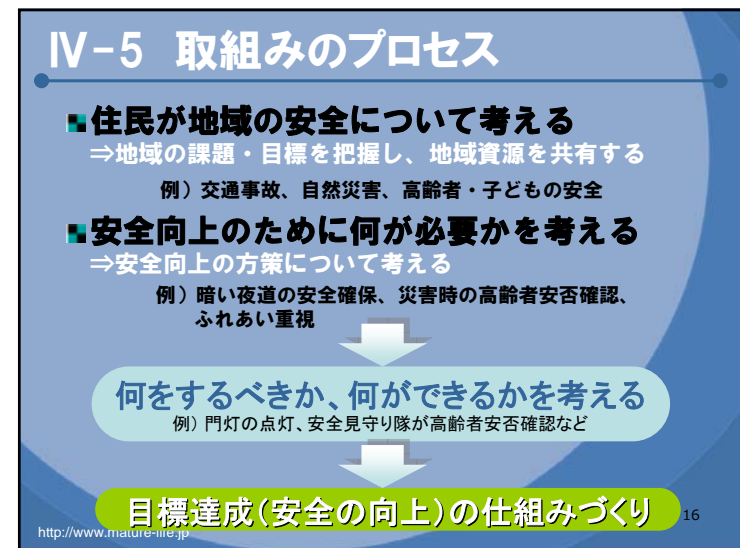 Ⅳ-5 取組みのプロセス
住民が地域の安全について考える
⇒地域の課題・目標を把握し、地域資源を共有する
例）交通事故、自然災害、高齢者・子どもの安全
安全向上のために何が必要かを考える
⇒安全向上の方策について考える
例）暗い夜道の安全確保、災害時の高齢者安否確認、
ふれあい重視
何をするべきか、何ができるかを考える
例）門灯の点灯、安全見守り隊が高齢者安否確認など
目標達成（安全の向上）の仕組みづくり
16
http://www.mature-life.jp